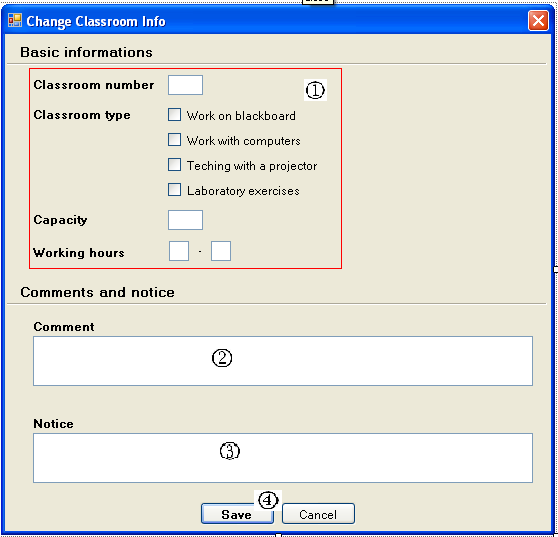 Change Classroom Info
Basic informations
Classroom number
①
Classroom type
Work on blackboard
Work with computers
Teching with a projector
Laboratory exercises
Capacity
Working hours -
Comments and notice
Comment
②
Notice
③
④
Save Cancel